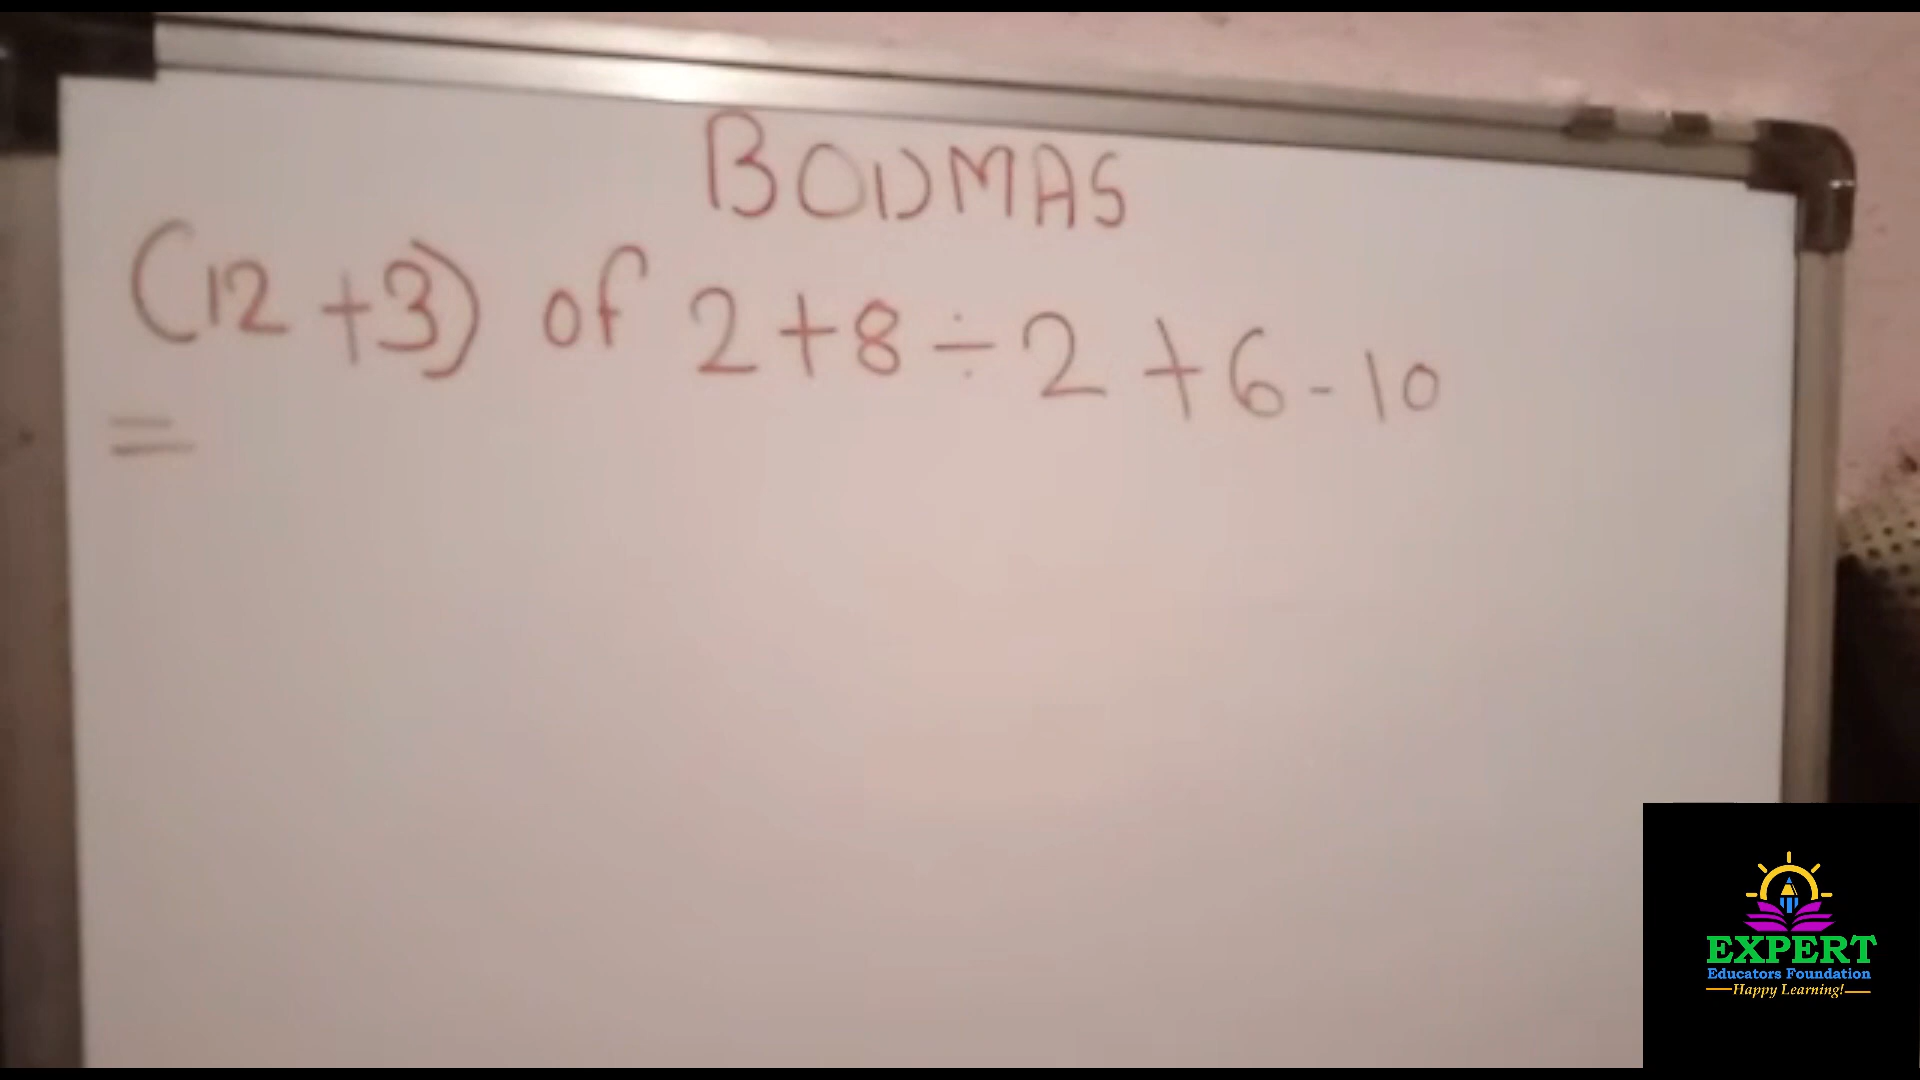 BODMAS
(12 +3) of 2+8÷2 +6-10
=
EXPERT
Educators Foundation
Happy Learning!